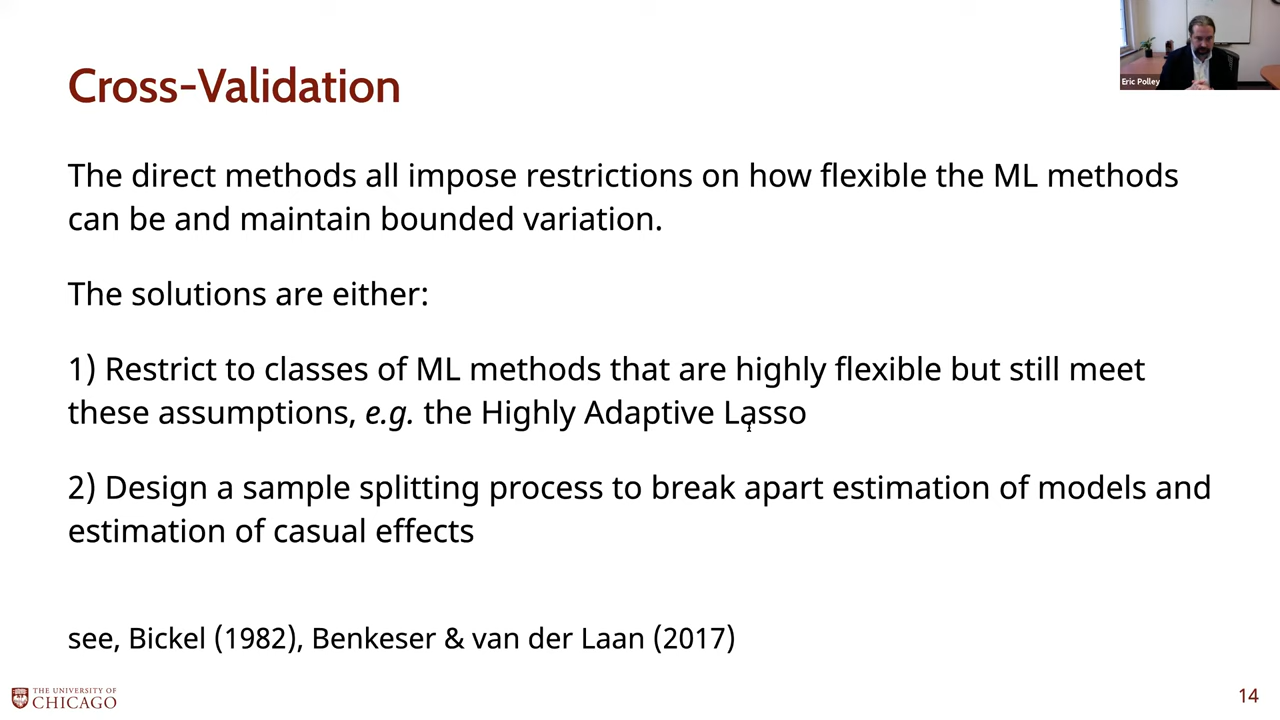 Eric Polley
Cross-Validation
The direct methods all impose restrictions on how flexible the ML methods
can be and maintain bounded variation.
The solutions are either:
1) Restrict to classes of ML methods that are highly flexible but still meet
these assumptions, e.g. the Highly Adaptive Lasso
2) Design a sample splitting process to break apart estimation of models and
estimation of casual effects
see, Bickel (1982), Benkeser & van der Laan (2017)
THE UNIVERSITY OF
CHICAGO
14